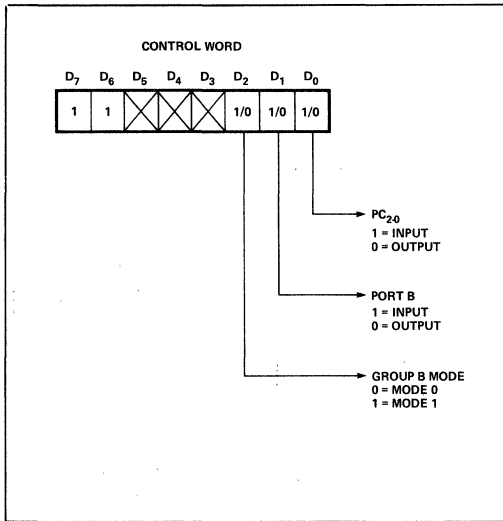 CONTROL WORD
D7 D6 D5 D4 D3 D2 D1 D0
1 1 1/0 1/0 1/0
PC2-0
1 = INPUT
0 = OUTPUT
PORT B
1 = INPUT
0 = OUTPUT
GROUP B MODE
0 = MODE 0
1 = MODE 1